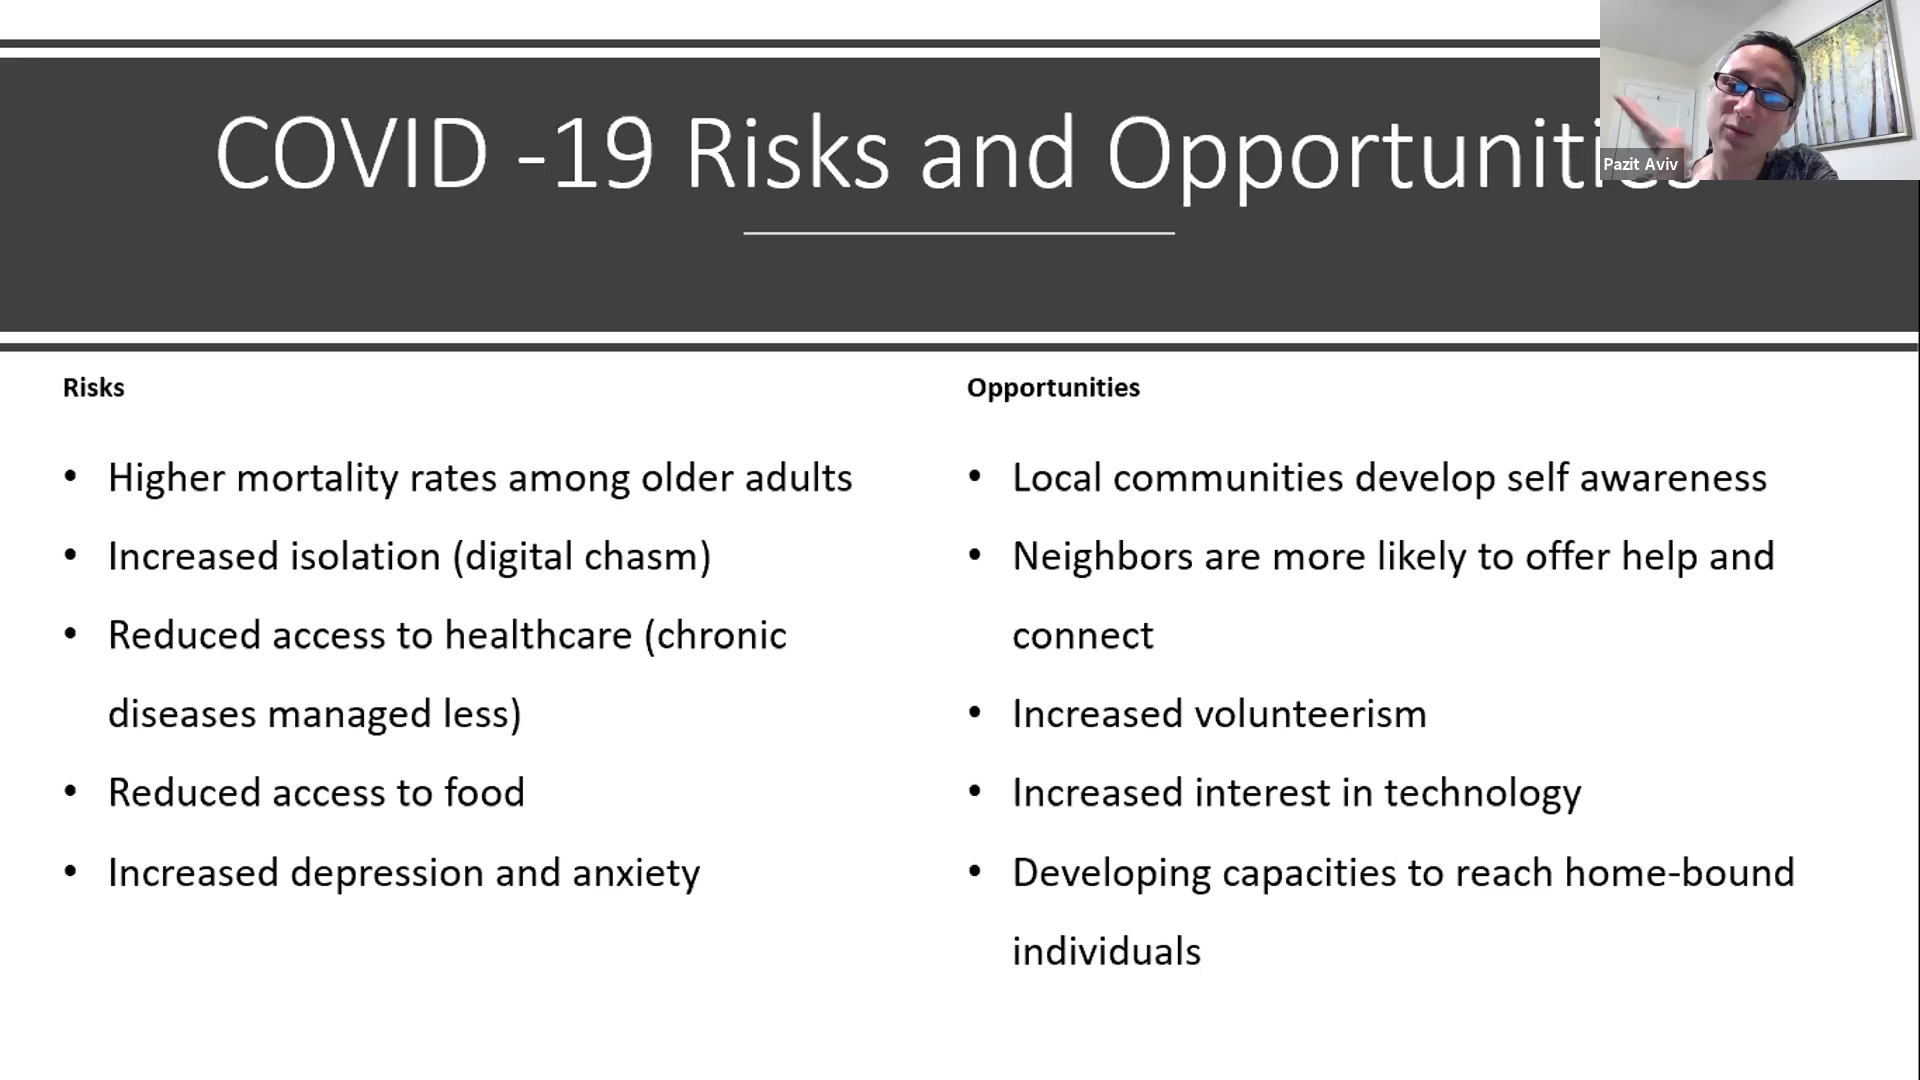 COVID -19 Risks and Opportunities
Pazit Aviv
Risks
• Higher mortality rates among older adults
• Increased isolation (digital chasm)
• Reduced access to healthcare (chronic
diseases managed less)
• Reduced access to food
• Increased depression and anxiety
Opportunities
• Local communities develop self awareness
• Neighbors are more likely to offer help and
connect
• Increased volunteerism
• Increased interest in technology
• Developing capacities to reach home-bound
individuals